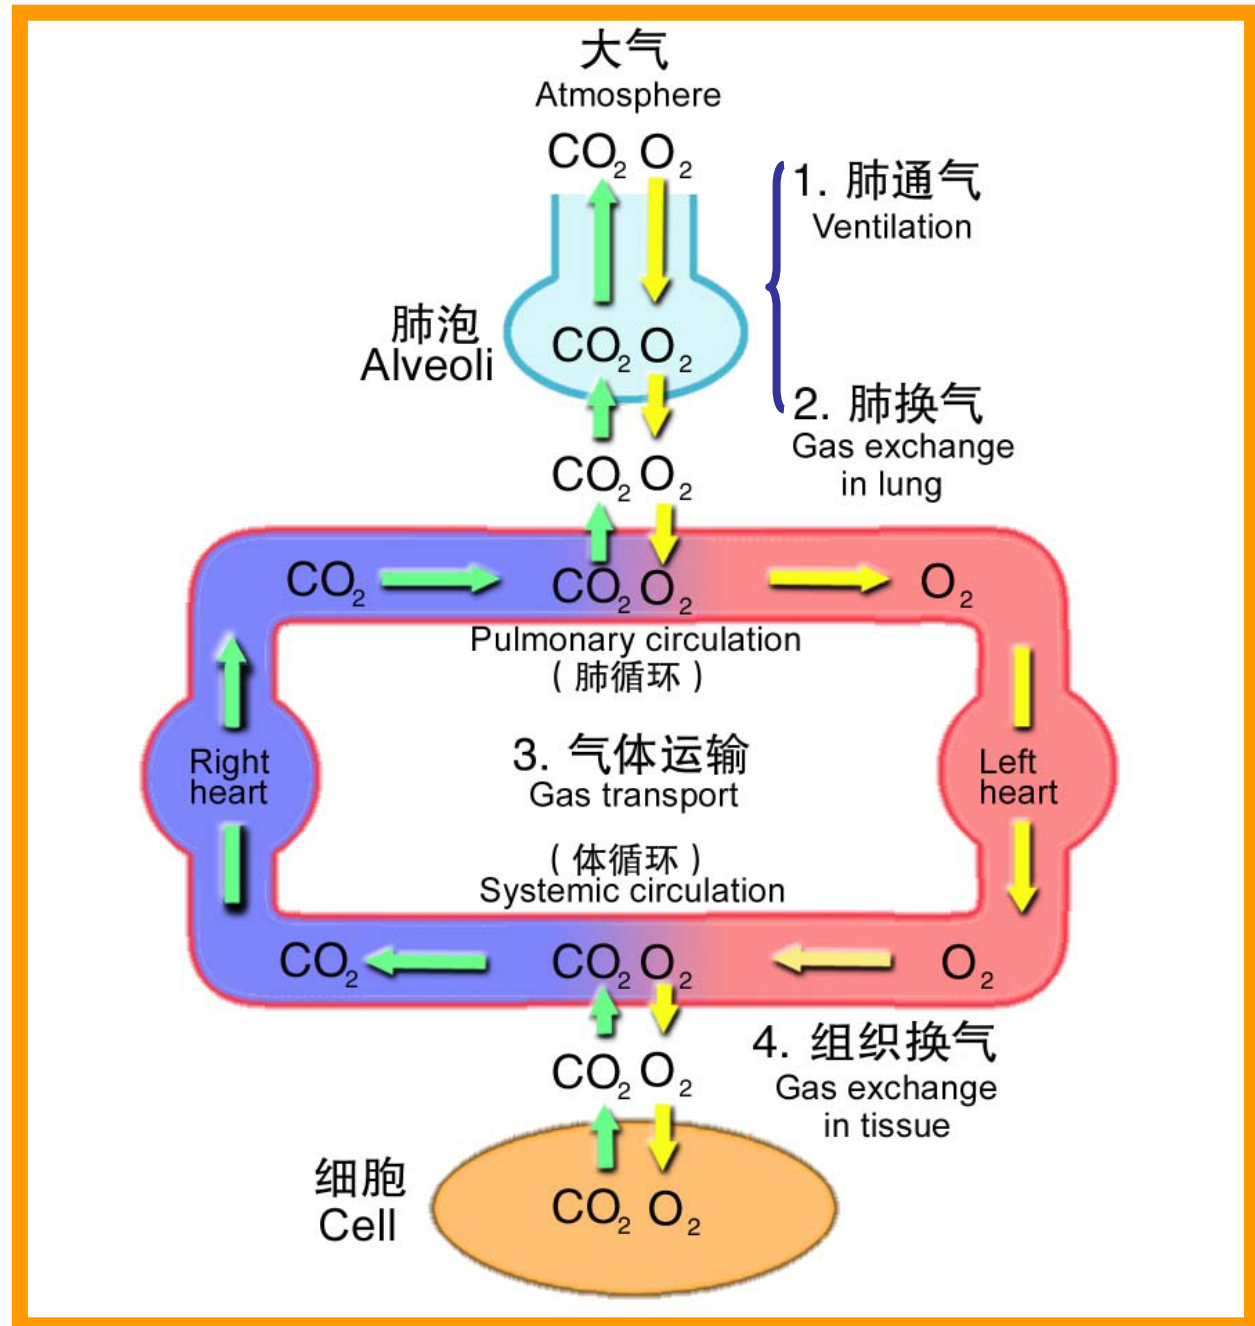 大气
Atmosphere
CO₂ O₂
1. 肺通气
Ventilation
肺泡
Alveoli
CO₂ O₂
2. 肺换气
Gas exchange
in lung
CO₂ O₂
CO₂ CO₂ O₂ O₂
Pulmonary circulation
(肺循环)
Right
heart
3. 气体运输
Gas transport
Left
heart
(体循环)
Systemic circulation
CO₂ CO₂ O₂ O₂
4. 组织换气
Gas exchange
in tissue
CO₂ O₂
细胞
Cell
CO₂ O₂